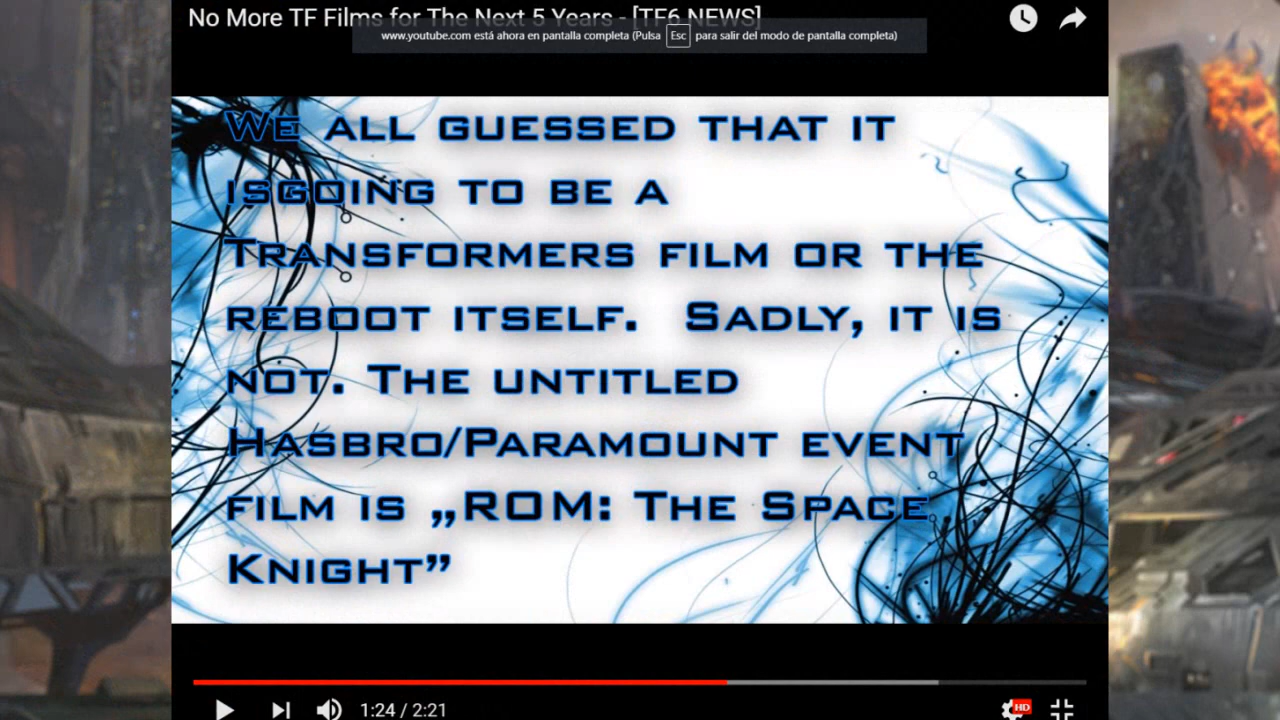 No More TF Films for The Next 5 Years - [TF6 NEWS]
www.youtube.com está ahora en pantalla completa (Pulsa Esc para salir del modo de pantalla completa)
We all guessed that it
isgoing to be a
Transformers film or the
reboot itself. Sadly, it is
not. The untitled
Hasbro/Paramount event
film is „ROM: The Space
Knight”
1:24 / 2:21
HD